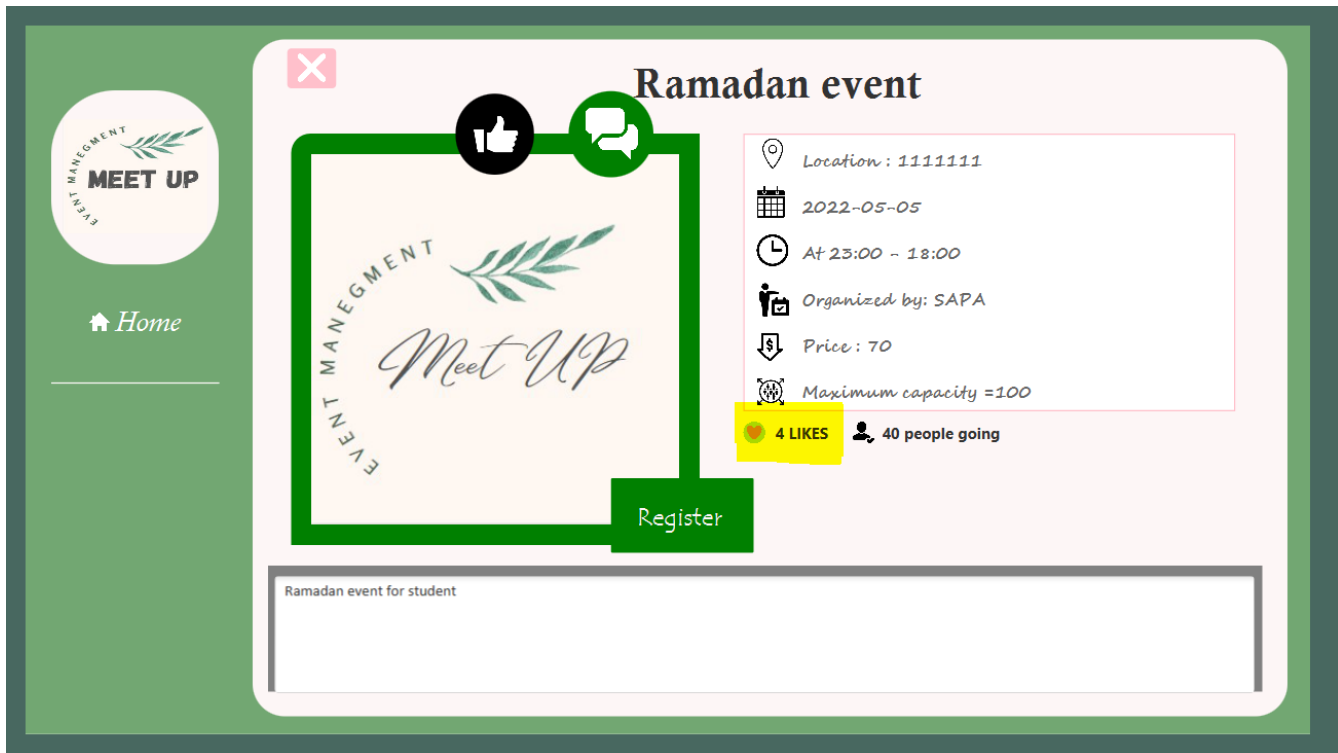 Ramadan event
EVENT MANEGMENT
MEET UP
Home
EVENT MANEGMENT
Meet UP
Register
Location : 1111111
2022-05-05
At 23:00 - 18:00
Organized by: SAPA
Price : 70
Maximum capacity =100
4 LIKES 40 people going
Ramadan event for student